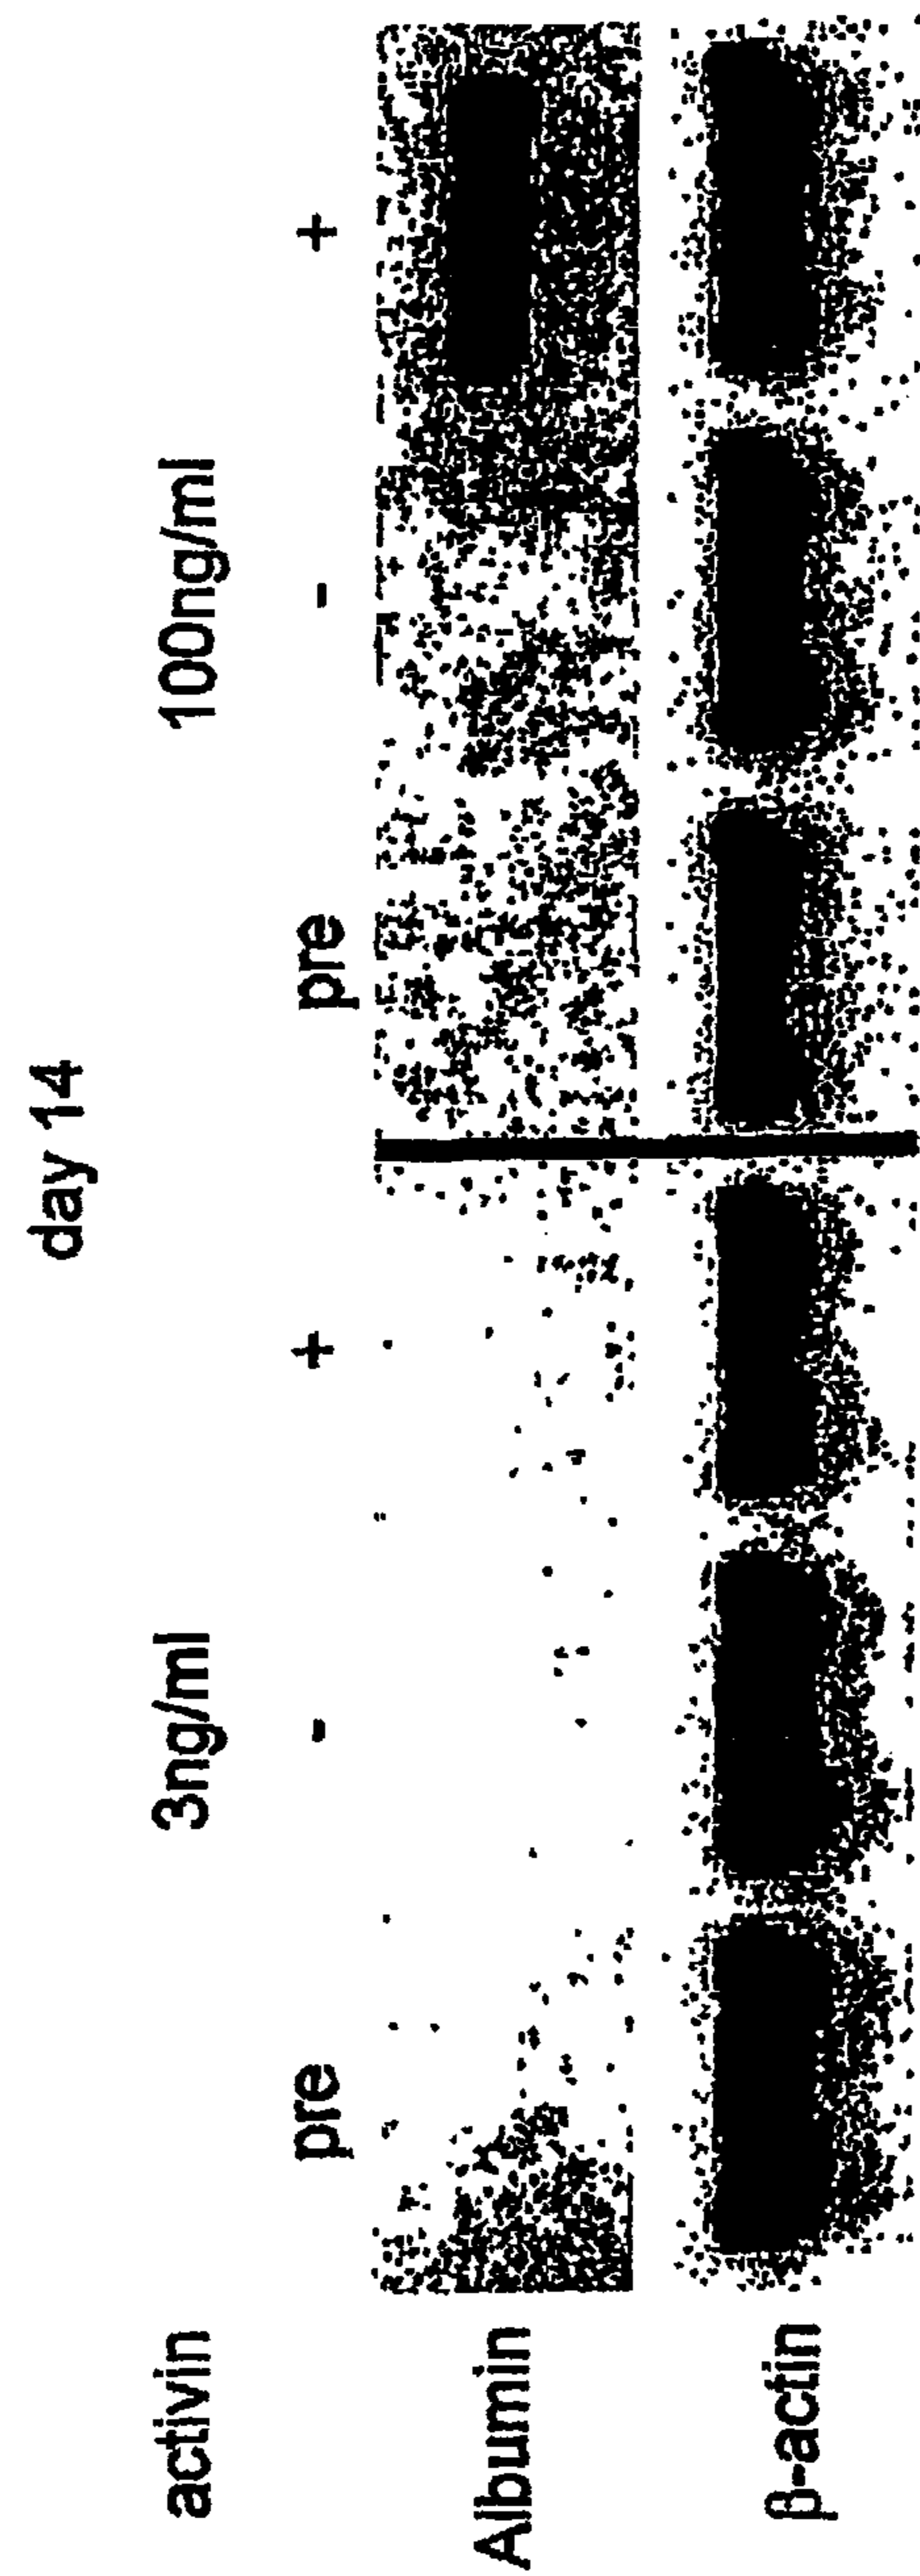 day 14
activin 3ng/ml 100ng/ml
pre - + pre - +
Albumin
β-actin